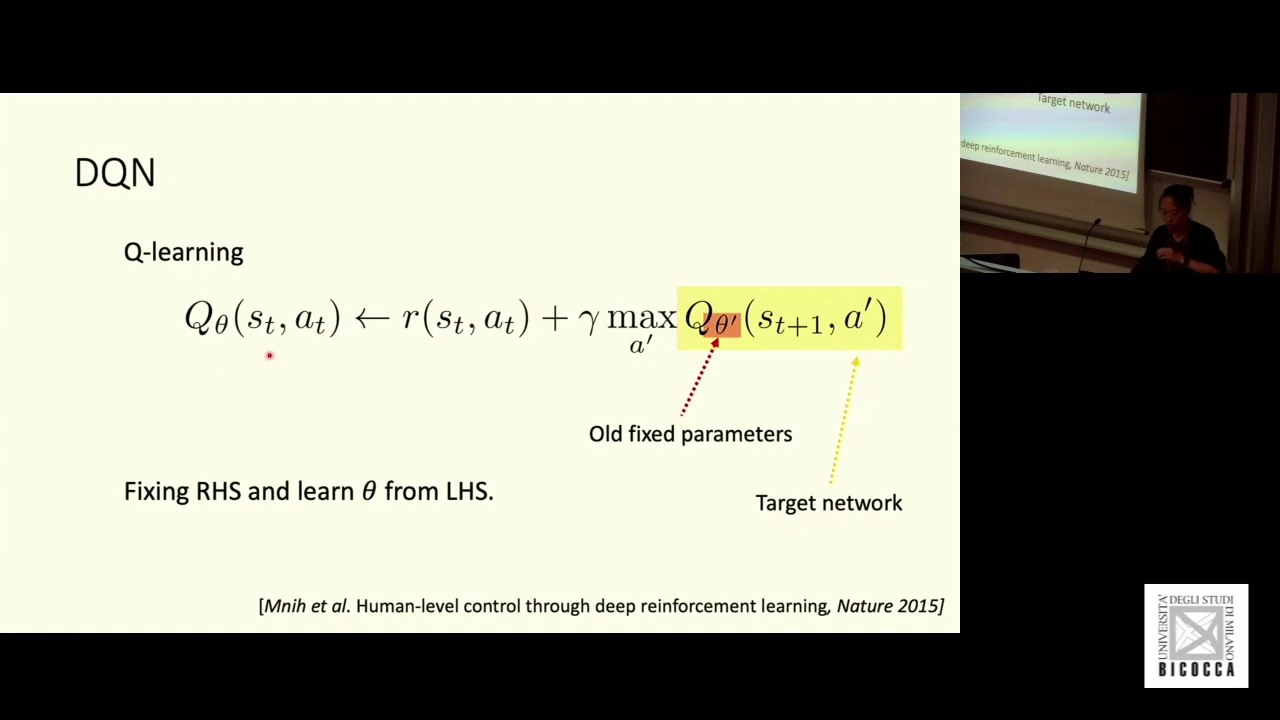 DQN
Q-learning
Q_θ(s_t, a_t) ← r(s_t, a_t) + γ max_{a′} Q_{θ′}(s_{t+1}, a′)
Old fixed parameters
Fixing RHS and learn θ from LHS.
Target network
[Mnih et al. Human-level control through deep reinforcement learning, Nature 2015]
Target network
deep reinforcement learning, Nature 2015]
UNIVERSITA'
DEGLI STUDI
DI MILANO
BICOCCA